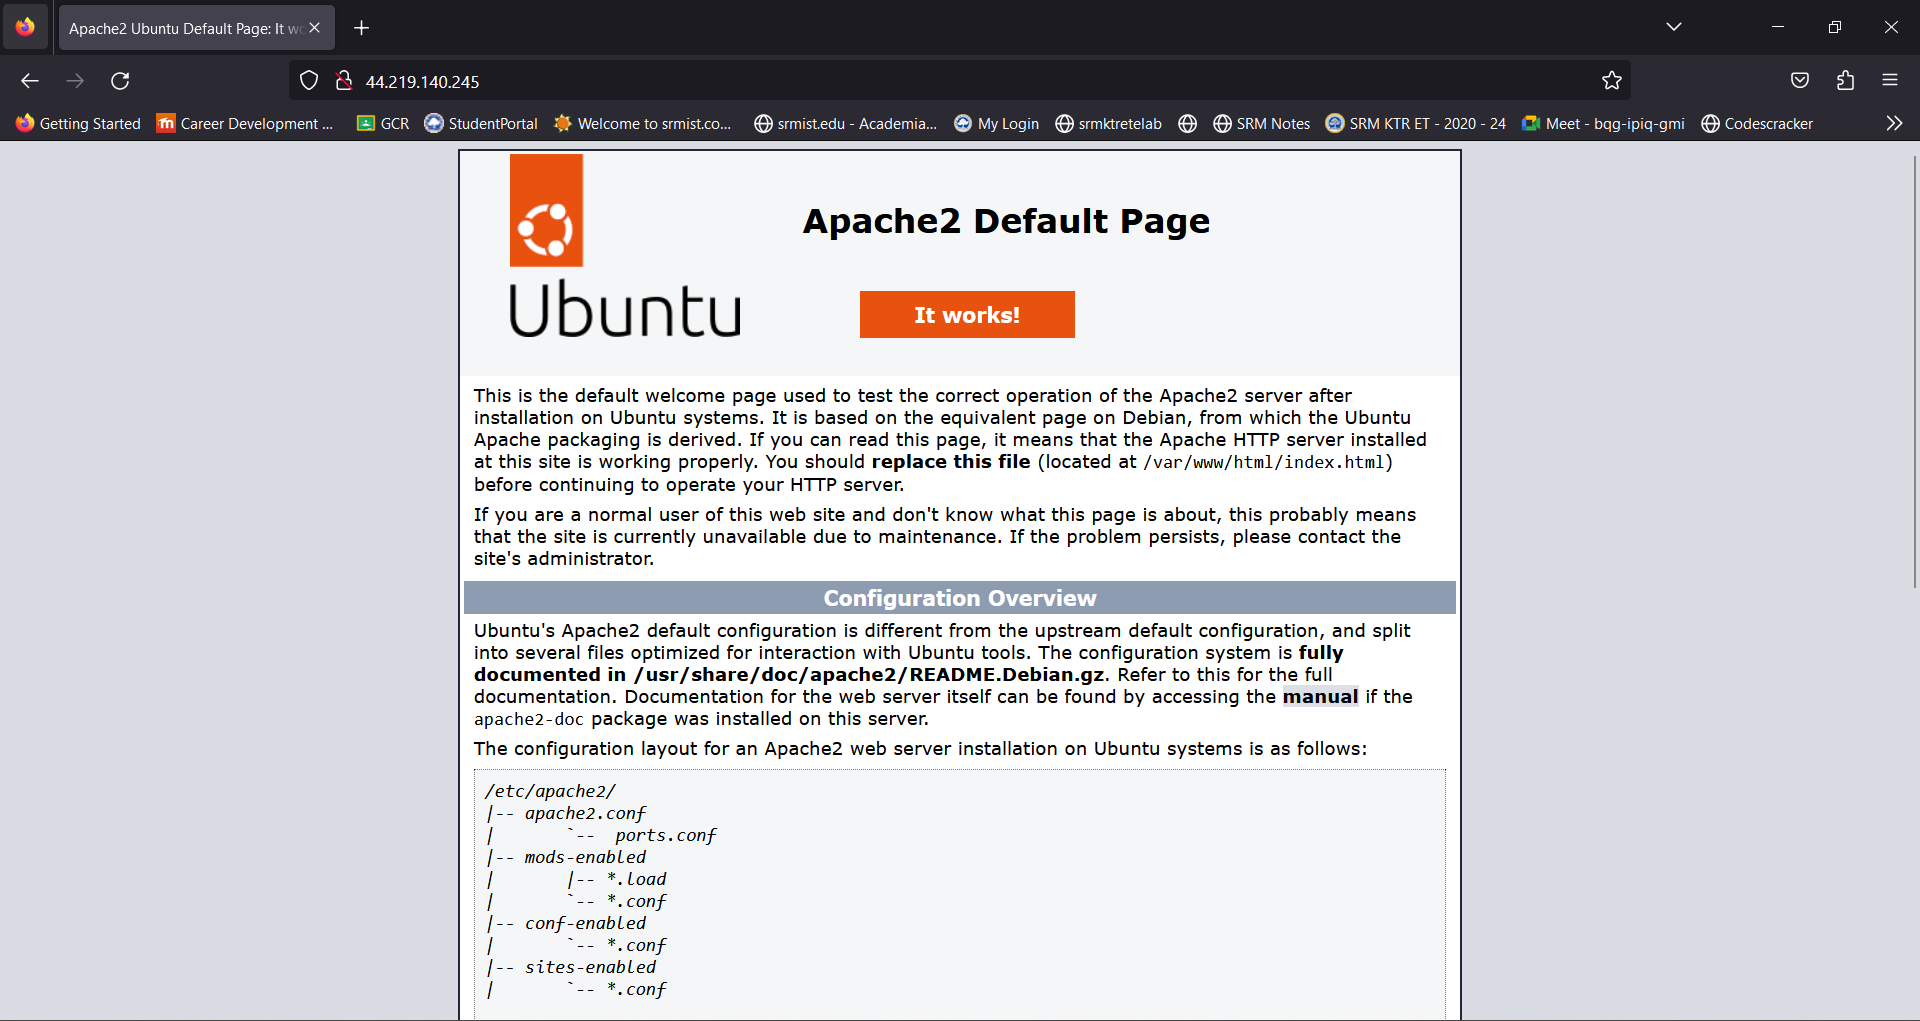 Apache2 Ubuntu Default Page: It wo
44.219.140.245
Getting Started
Career Development ...
GCR
StudentPortal
Welcome to srmist.co...
srmist.edu - Academia...
My Login
srmktretelab
SRM Notes
SRM KTR ET - 2020 - 24
Meet - bqg-ipiq-gmi
Codescracker
Ubuntu
Apache2 Default Page
It works!
This is the default welcome page used to test the correct operation of the Apache2 server after
installation on Ubuntu systems. It is based on the equivalent page on Debian, from which the Ubuntu
Apache packaging is derived. If you can read this page, it means that the Apache HTTP server installed
at this site is working properly. You should replace this file (located at /var/www/html/index.html)
before continuing to operate your HTTP server.
If you are a normal user of this web site and don't know what this page is about, this probably means
that the site is currently unavailable due to maintenance. If the problem persists, please contact the
site's administrator.
Configuration Overview
Ubuntu's Apache2 default configuration is different from the upstream default configuration, and split
into several files optimized for interaction with Ubuntu tools. The configuration system is fully
documented in /usr/share/doc/apache2/README.Debian.gz. Refer to this for the full
documentation. Documentation for the web server itself can be found by accessing the manual if the
apache2-doc package was installed on this server.
The configuration layout for an Apache2 web server installation on Ubuntu systems is as follows:
/etc/apache2/
|-- apache2.conf
|       `--  ports.conf
|-- mods-enabled
|       |-- *.load
|       `-- *.conf
|-- conf-enabled
|       `-- *.conf
|-- sites-enabled
|       `-- *.conf